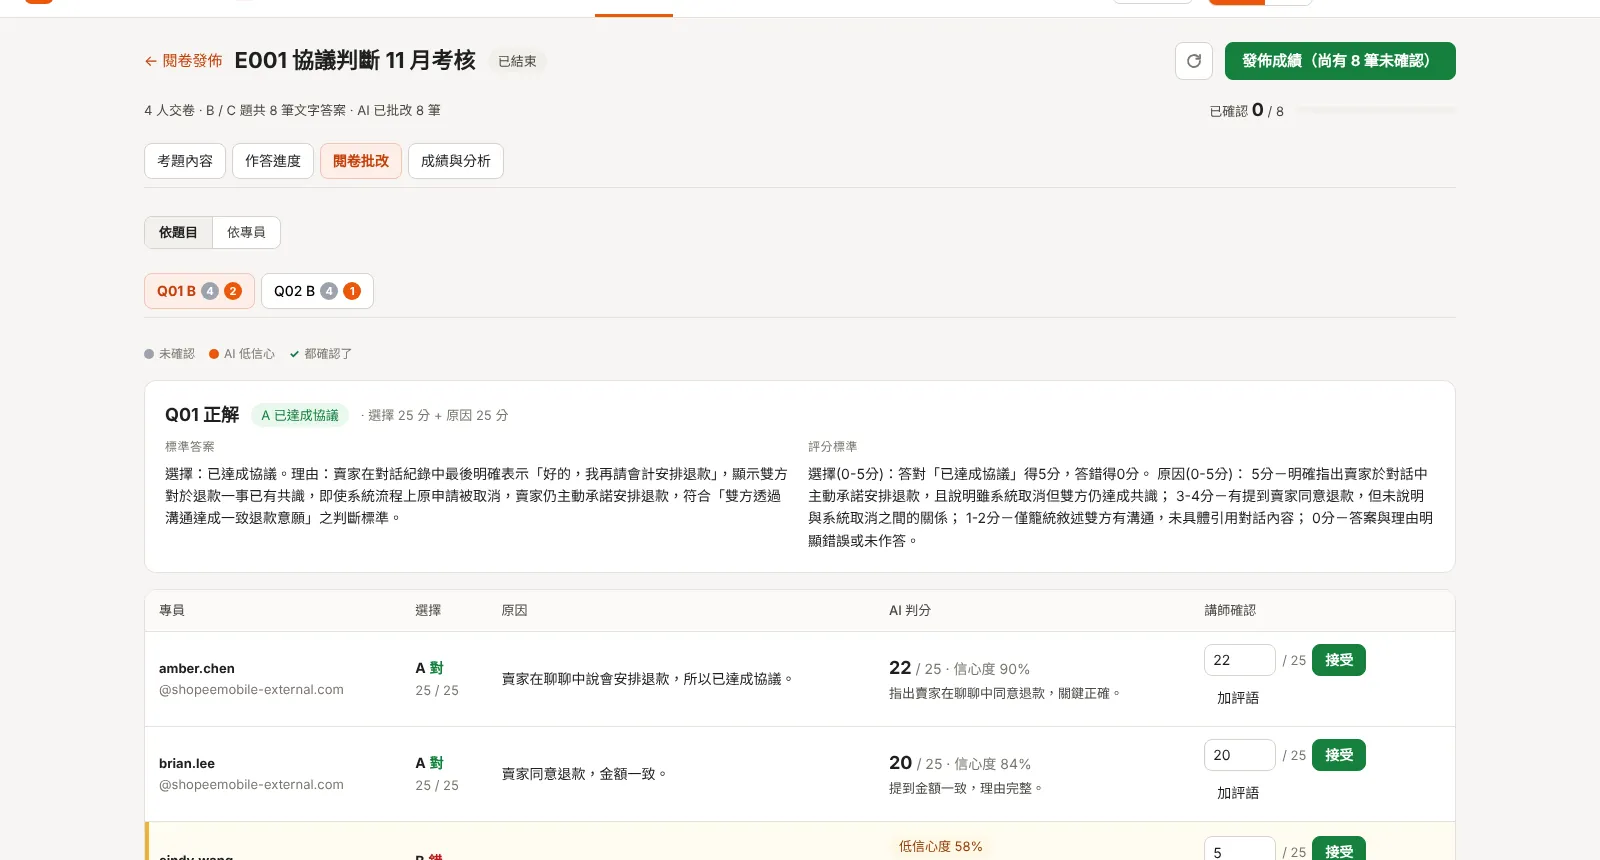 ← 閱卷發佈 E001 協議判斷 11 月考核 已結束
發佈成績（尚有 8 筆未確認）
4 人交卷 · B / C 題共 8 筆文字答案 · AI 已批改 8 筆
已確認 0 / 8
考題內容 作答進度 閱卷批改 成績與分析
依題目 依專員
Q01 B 4 2 Q02 B 4 1
未確認 AI 低信心 ✓ 都確認了
Q01 正解 A 已達成協議 · 選擇 25 分 + 原因 25 分
標準答案
選擇：已達成協議。理由：賣家在對話紀錄中最後明確表示「好的，我再請會計安排退款」，顯示雙方
對於退款一事已有共識，即使系統流程上原申請被取消，賣家仍主動承諾安排退款，符合「雙方透過
溝通達成一致退款意願」之判斷標準。
評分標準
選擇(0-5分)：答對「已達成協議」得5分，答錯得0分。 原因(0-5分)： 5分－明確指出賣家於對話中
主動承諾安排退款，且說明雖系統取消但雙方仍達成共識； 3-4分－有提到賣家同意退款，但未說明
與系統取消之間的關係； 1-2分－僅籠統敘述雙方有溝通，未具體引用對話內容； 0分－答案與理由明
顯錯誤或未作答。
專員 選擇 原因 AI 判分 講師確認
amber.chen
@shopeemobile-external.com
A 對
25 / 25
賣家在聊聊中說會安排退款，所以已達成協議。
22 / 25 · 信心度 90%
指出賣家在聊聊中同意退款，關鍵正確。
22 / 25 接受
加評語
brian.lee
@shopeemobile-external.com
A 對
25 / 25
賣家同意退款，金額一致。
20 / 25 · 信心度 84%
提到金額一致，理由完整。
20 / 25 接受
加評語
cindy.wang
B 錯
低信心度 58%
5 / 25 接受